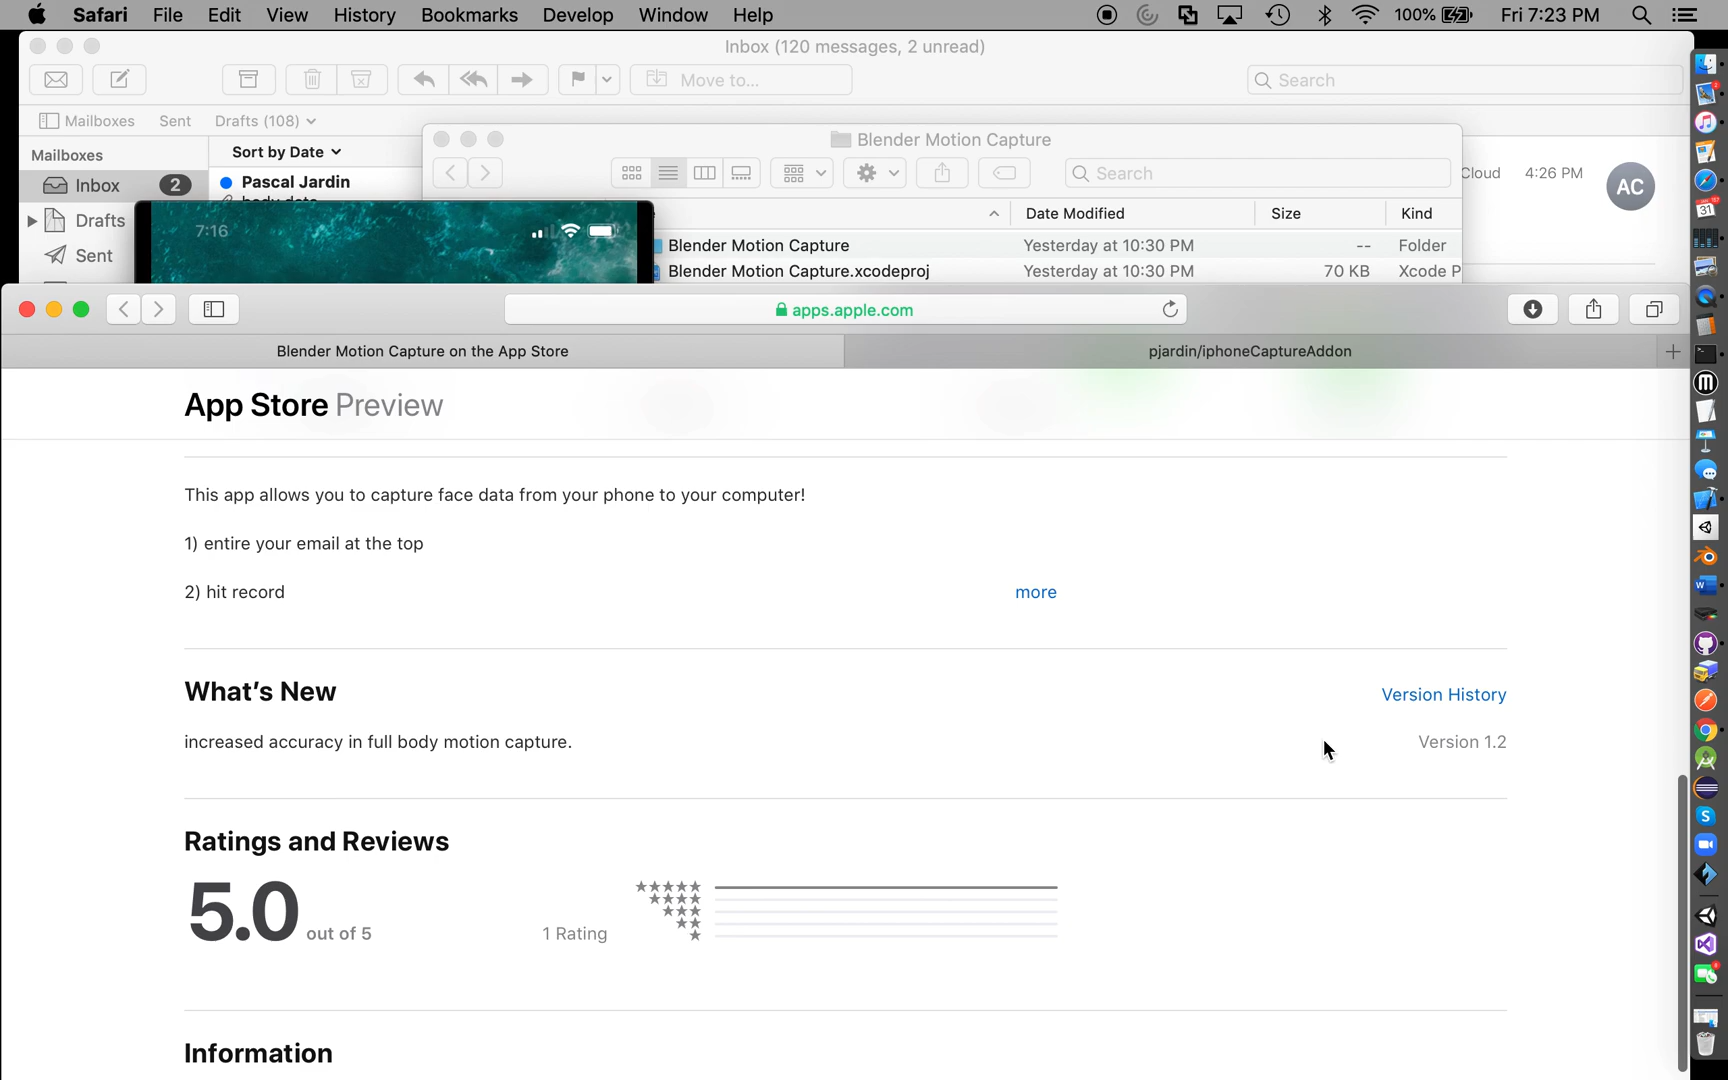 Safari File Edit View History Bookmarks Develop Window Help 100% Fri 7:23 PM
Inbox (120 messages, 2 unread)
Move to... Search
Mailboxes Sent Drafts (108)
Mailboxes
Inbox 2
Drafts
Sent
Sort by Date
Pascal Jardin
Blender Motion Capture
Search
Cloud 4:26 PM AC
Date Modified Size Kind
Blender Motion Capture Yesterday at 10:30 PM -- Folder
Blender Motion Capture.xcodeproj Yesterday at 10:30 PM 70 KB Xcode P
7:16
apps.apple.com
Blender Motion Capture on the App Store pjardin/iphoneCaptureAddon
App Store Preview
This app allows you to capture face data from your phone to your computer!
1) entire your email at the top
2) hit record more
What's New Version History
increased accuracy in full body motion capture. Version 1.2
Ratings and Reviews
5.0 out of 5 1 Rating
Information